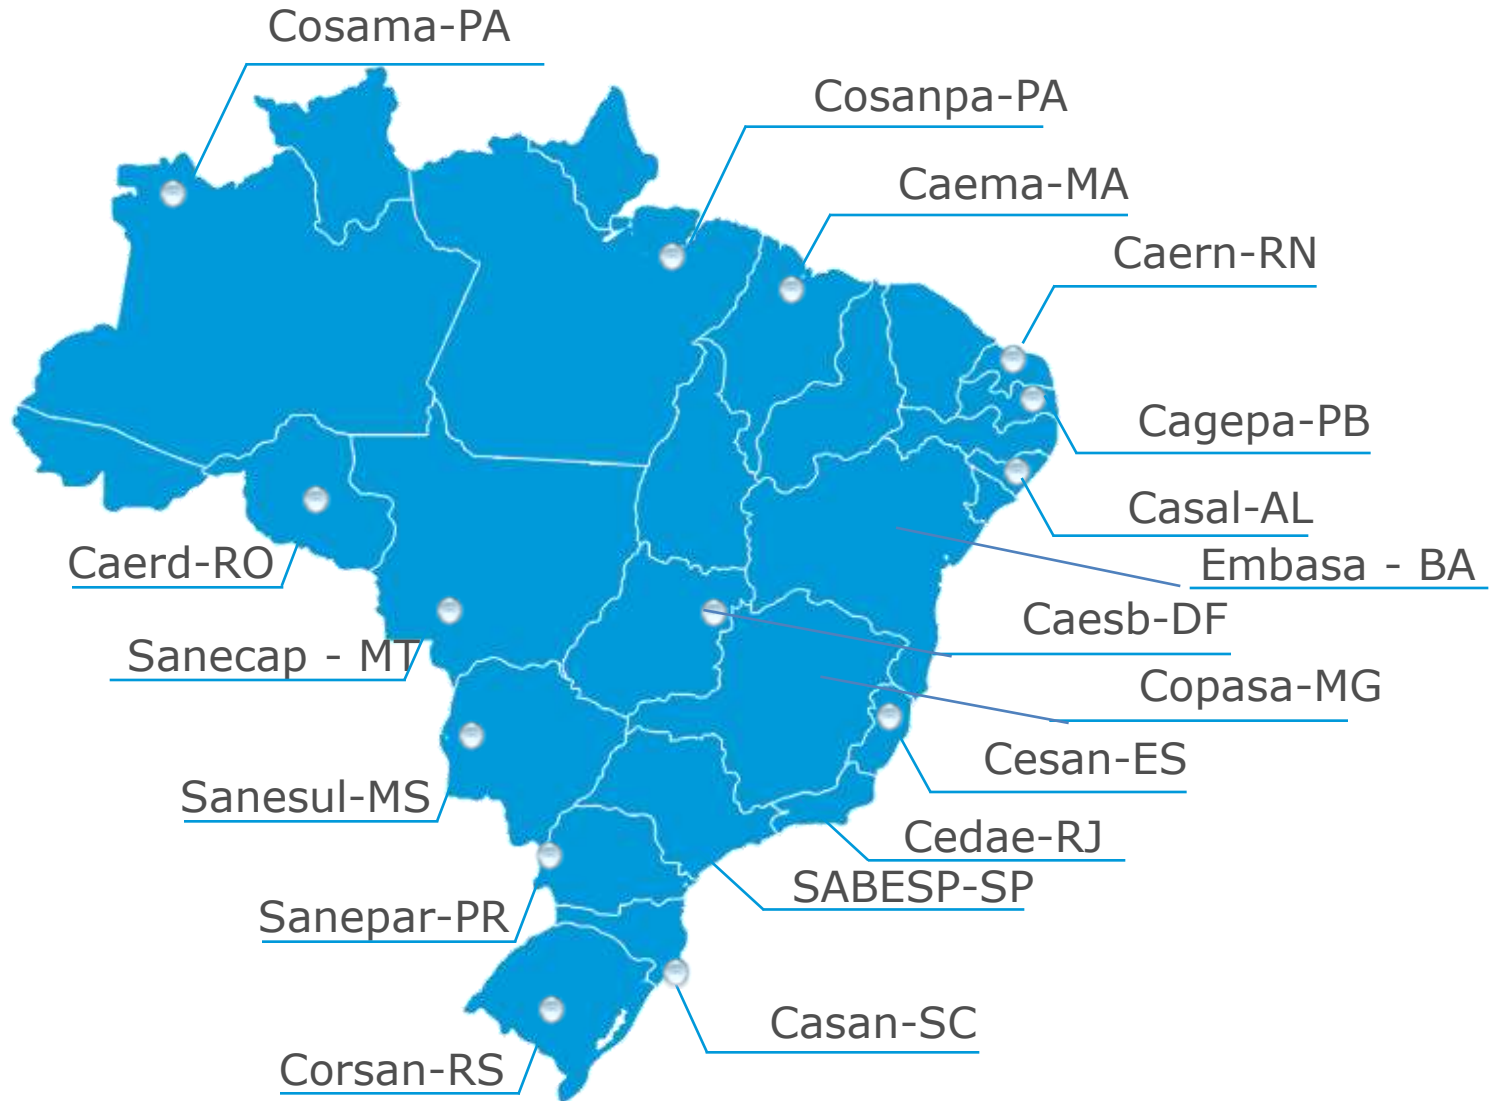 Cosama-PA
Cosanpa-PA
Caema-MA
Caern-RN
Cagepa-PB
Casal-AL
Embasa - BA
Caerd-RO
Caesb-DF
Sanecap - MT
Copasa-MG
Cesan-ES
Sanesul-MS
Cedae-RJ
SABESP-SP
Sanepar-PR
Casan-SC
Corsan-RS